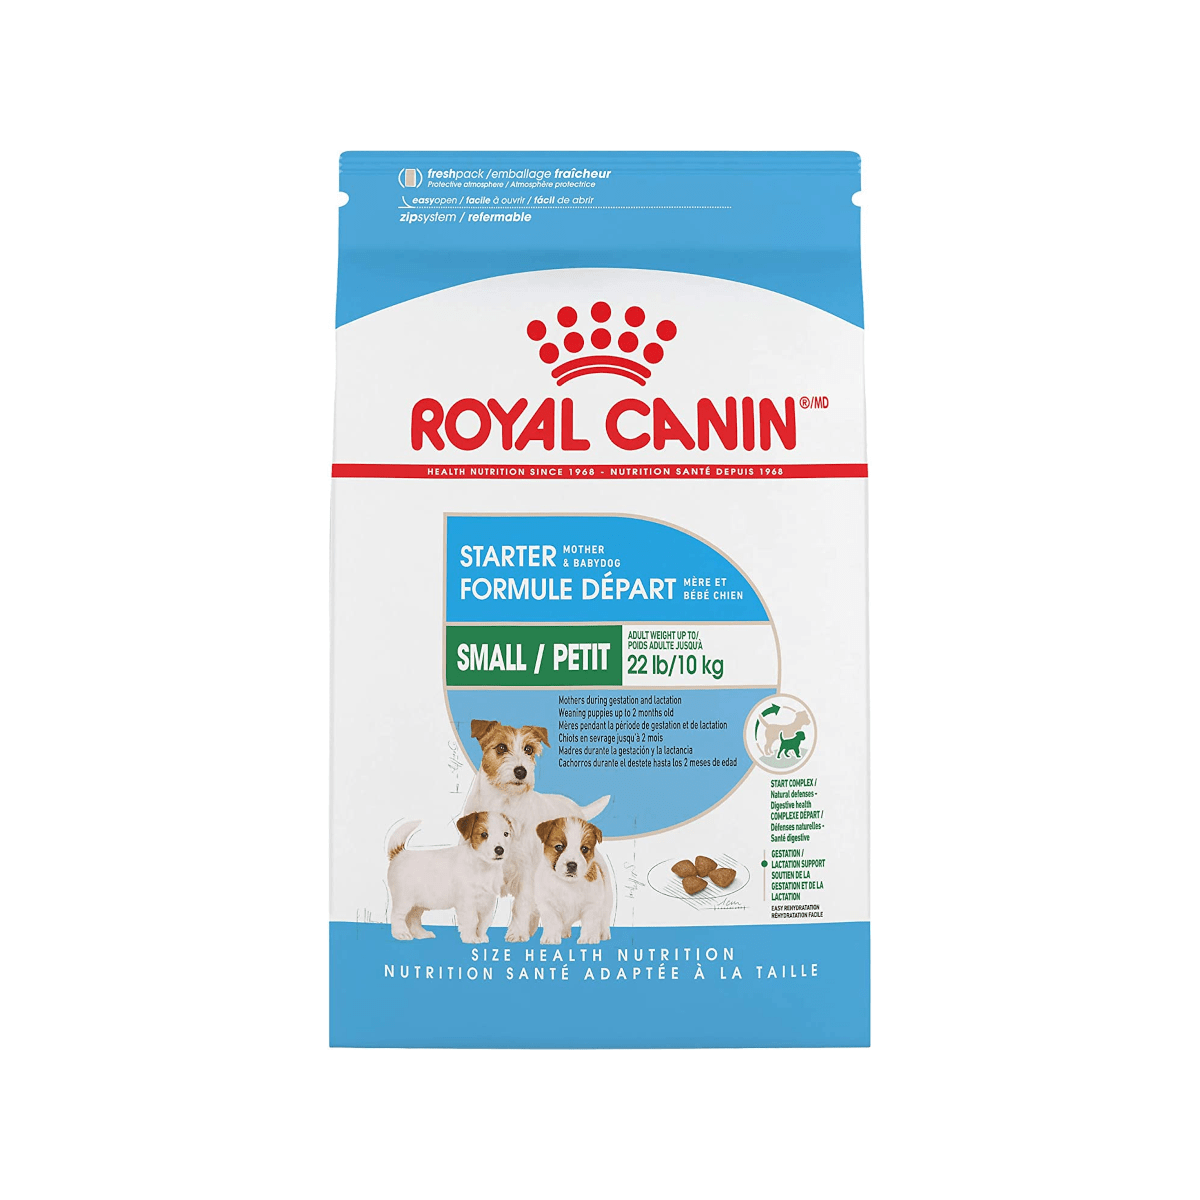 freshpack / emballage fraîcheur
Protective atmosphere / Atmosphère protectrice
easyopen / facile à ouvrir / fácil de abrir
zipsystem / refermable
ROYAL CANIN ®/MD
HEALTH NUTRITION SINCE 1968 - NUTRITION SANTÉ DEPUIS 1968
STARTER MOTHER & BABYDOG
FORMULE DÉPART MÈRE ET BÉBÉ CHIEN
SMALL / PETIT
ADULT WEIGHT UP TO/
POIDS ADULTE JUSQU'À
22 lb/10 kg
Mothers during gestation and lactation
Weaning puppies up to 2 months old
Mères pendant la période de gestation et de lactation
Chiots en sevrage jusqu'à 2 mois
Madres durante la gestación y la lactancia
Cachorros durante el destete hasta los 2 meses de edad
START COMPLEX /
Natural defenses -
Digestive health
COMPLEXE DÉPART /
Défenses naturelles -
Santé digestive
GESTATION /
LACTATION SUPPORT
SOUTIEN DE LA
GESTATION ET DE LA
LACTATION
EASY REHYDRATATION
RÉHYDRATATION FACILE
1cm
SIZE HEALTH NUTRITION
NUTRITION SANTÉ ADAPTÉE À LA TAILLE